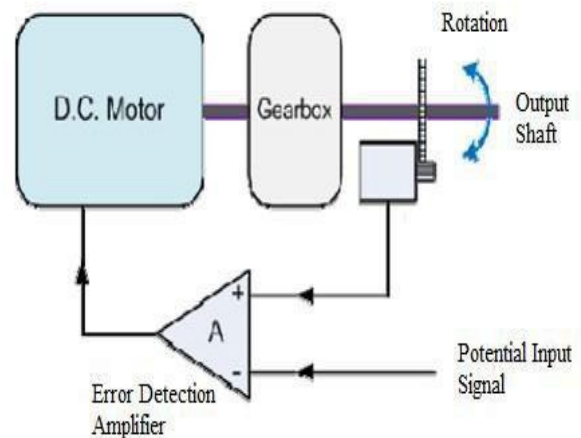 Rotation
D.C. Motor
Gearbox
Output
Shaft
+
A
-
Potential Input
Signal
Error Detection
Amplifier